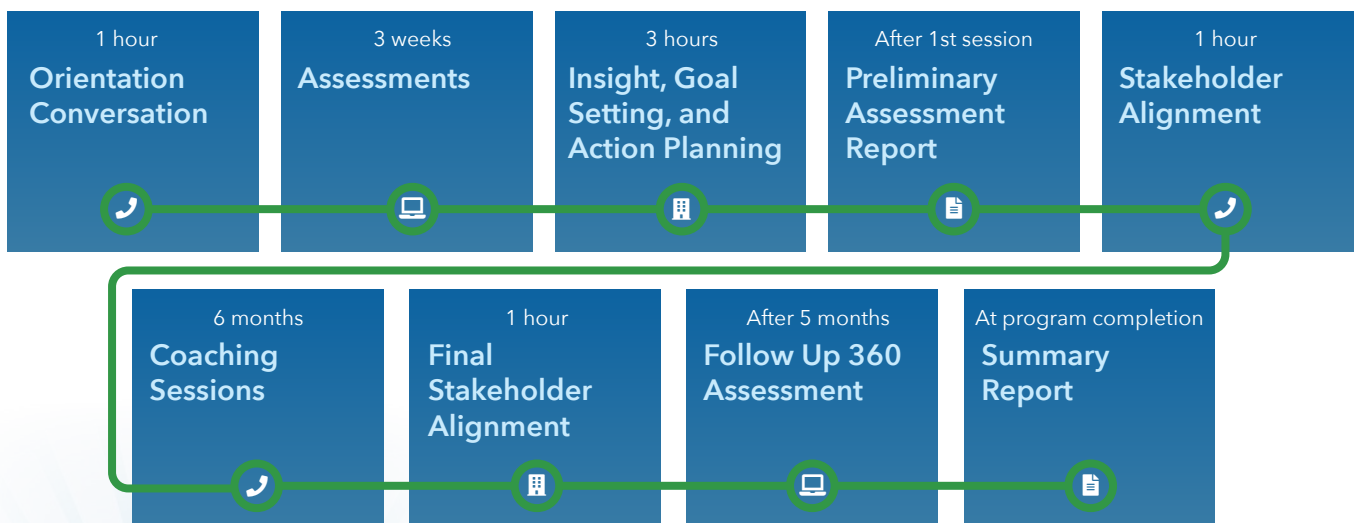 1 hour
Orientation
Conversation
3 weeks
Assessments
3 hours
Insight, Goal
Setting, and
Action Planning
After 1st session
Preliminary
Assessment
Report
1 hour
Stakeholder
Alignment
6 months
Coaching
Sessions
1 hour
Final
Stakeholder
Alignment
After 5 months
Follow Up 360
Assessment
At program completion
Summary
Report